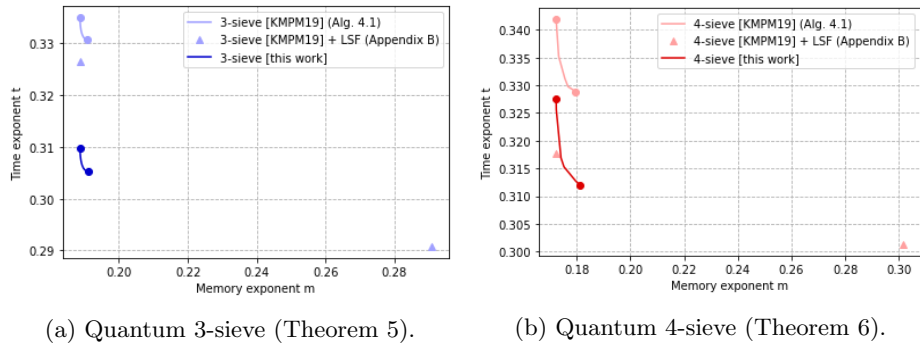 3-sieve [KMPM19] (Alg. 4.1)
3-sieve [KMPM19] + LSF (Appendix B)
3-sieve [this work]
0.33
0.32
0.31
0.30
0.29
Time exponent t
0.20
0.22
0.24
0.26
0.28
Memory exponent m
(a) Quantum 3-sieve (Theorem 5).
4-sieve [KMPM19] (Alg. 4.1)
4-sieve [KMPM19] + LSF (Appendix B)
4-sieve [this work]
0.340
0.335
0.330
0.325
0.320
0.315
0.310
0.305
0.300
Time exponent t
0.18
0.20
0.22
0.24
0.26
0.28
0.30
Memory exponent m
(b) Quantum 4-sieve (Theorem 6).